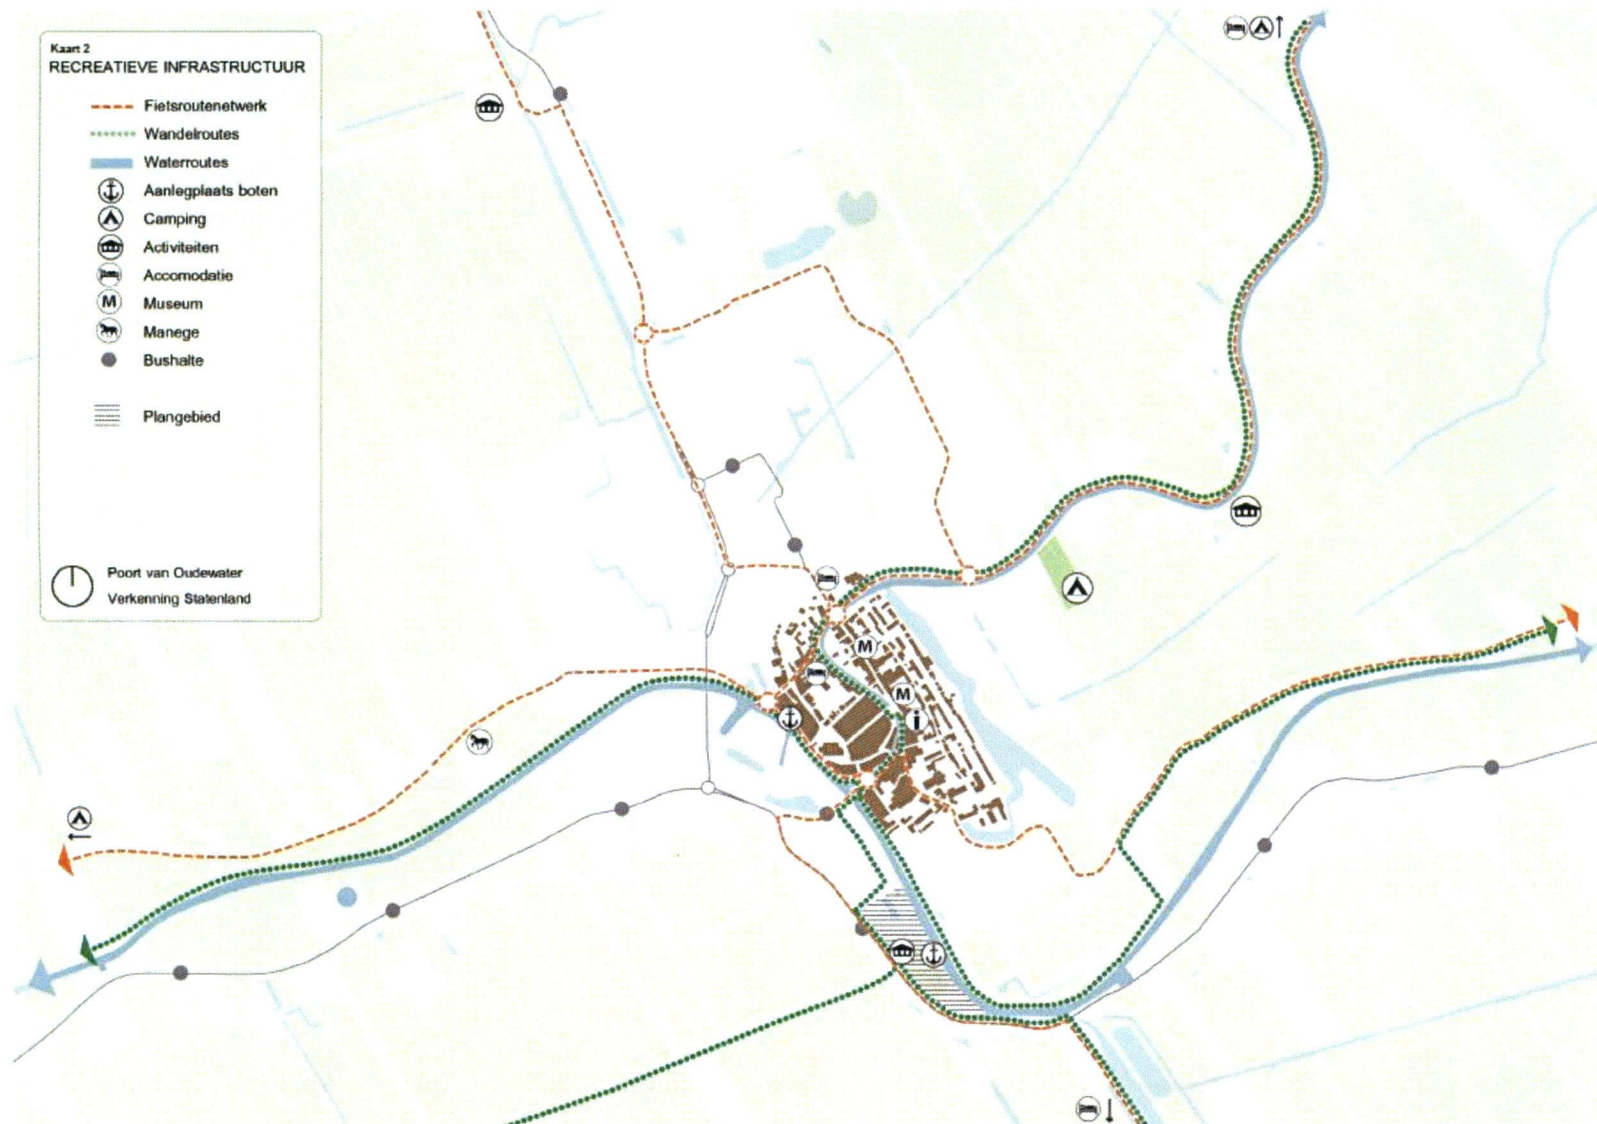 Kaart 2
RECREATIEVE INFRASTRUCTUUR
Fietsroutenetwerk
Wandelroutes
Waterroutes
Aanlegplaats boten
Camping
Activiteiten
Accomodatie
M Museum
Manege
Bushalte
Plangebied
Poort van Oudewater
Verkenning Statenland
M
M
i